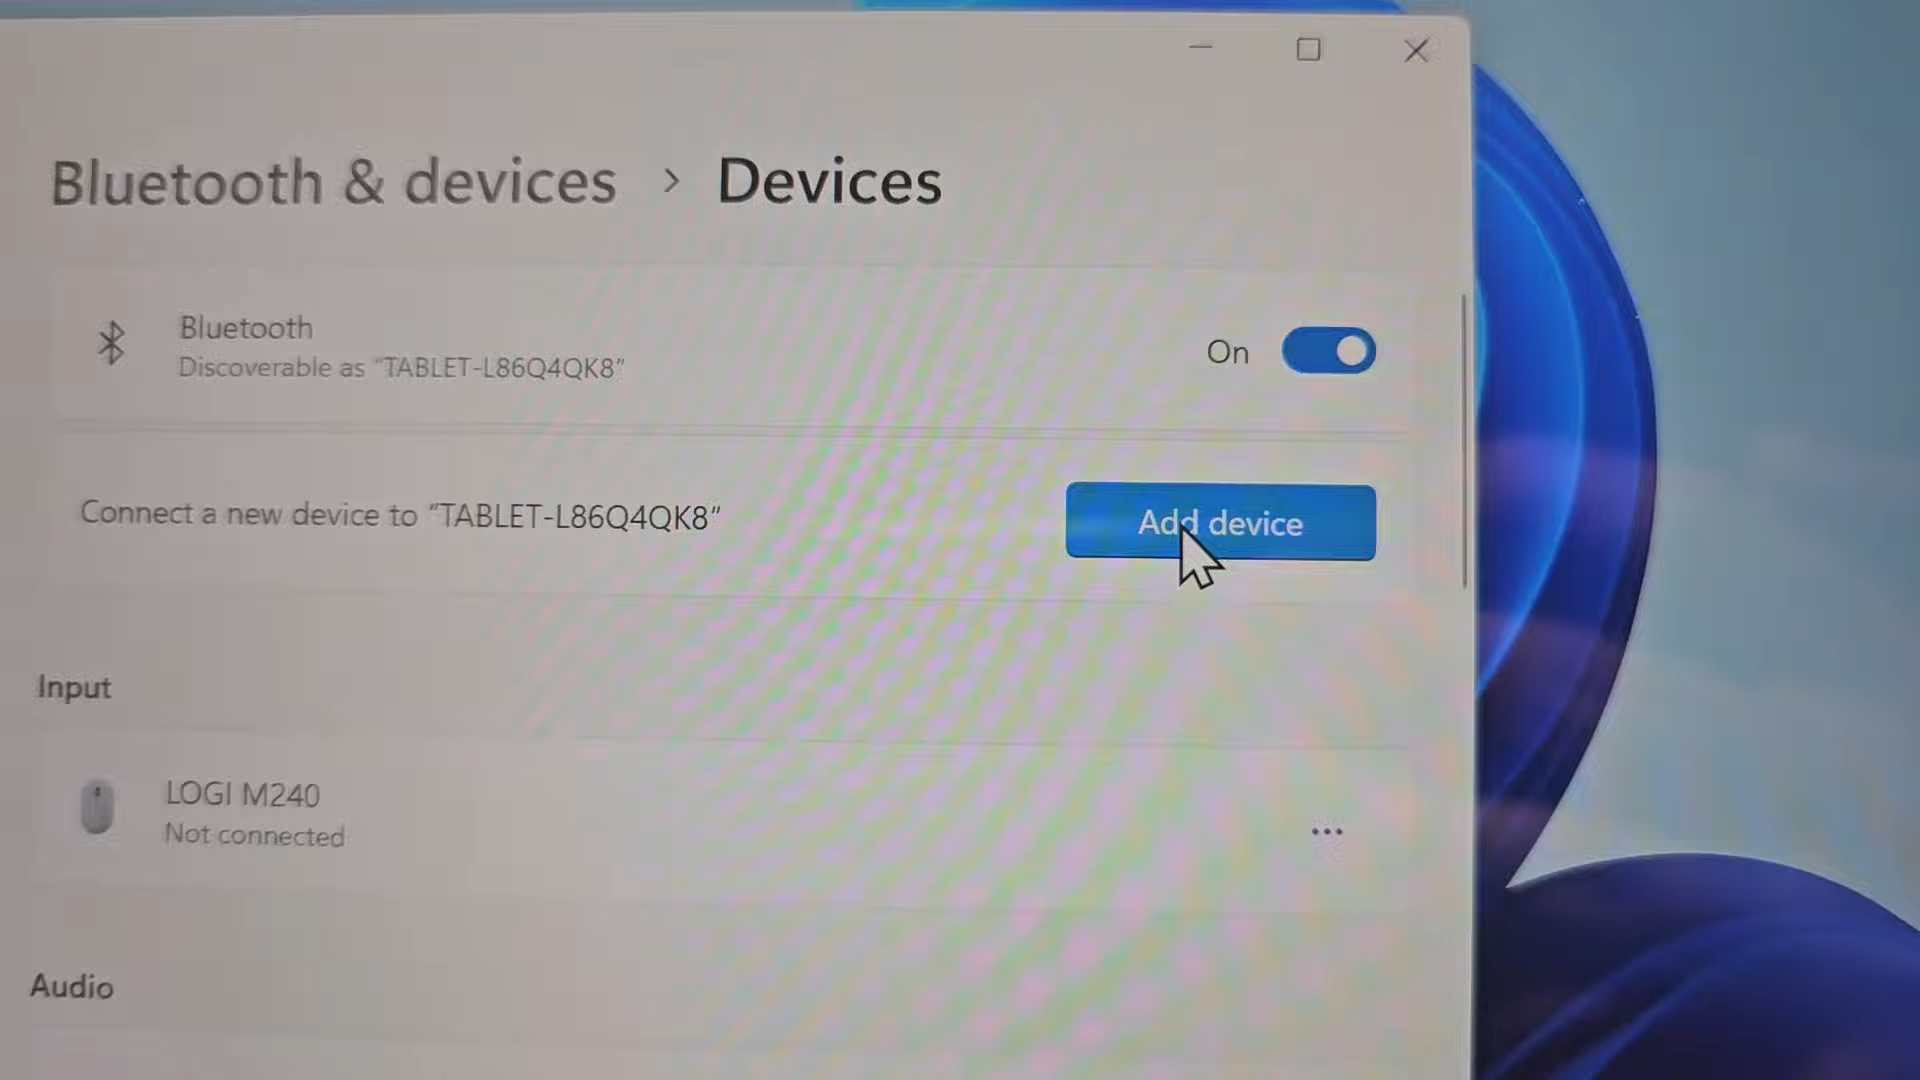 Bluetooth & devices > Devices
Bluetooth
Discoverable as "TABLET-L86Q4QK8"
On
Connect a new device to "TABLET-L86Q4QK8"
Add device
Input
LOGI M240
Not connected
Audio